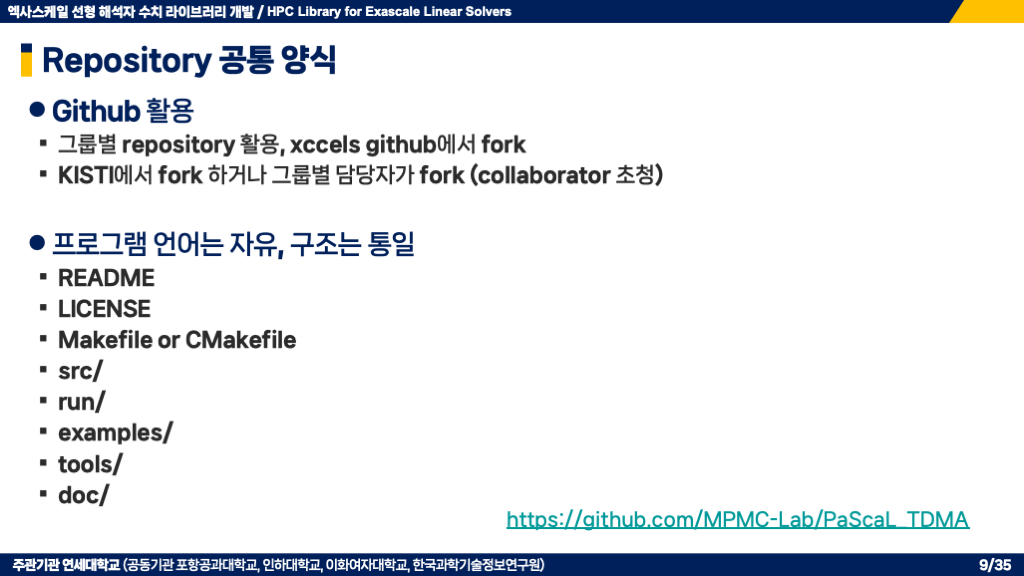 엑사스케일 선형 해석자 수치 라이브러리 개발 / HPC Library for Exascale Linear Solvers
Repository 공통 양식
● Github 활용
▪ 그룹별 repository 활용, xccels github에서 fork
▪ KISTI에서 fork 하거나 그룹별 담당자가 fork (collaborator 초청)
● 프로그램 언어는 자유, 구조는 통일
▪ README
▪ LICENSE
▪ Makefile or CMakefile
▪ src/
▪ run/
▪ examples/
▪ tools/
▪ doc/
https://github.com/MPMC-Lab/PaScaL_TDMA
주관기관 연세대학교 (공동기관 포항공과대학교, 인하대학교, 이화여자대학교, 한국과학기술정보연구원)
9/35